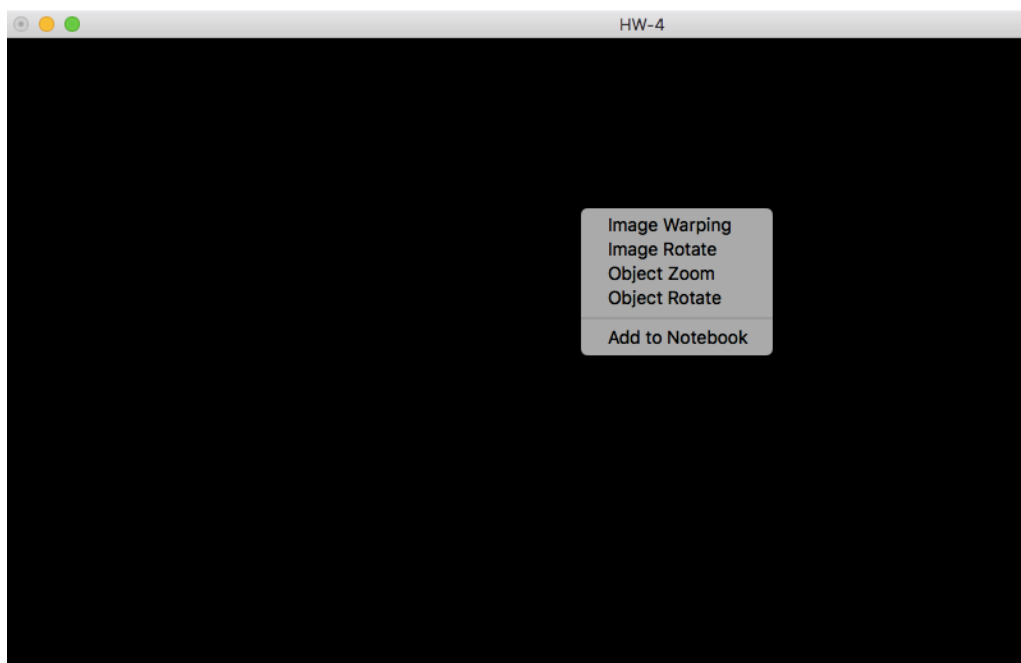 HW-4
Image Warping
Image Rotate
Object Zoom
Object Rotate
Add to Notebook